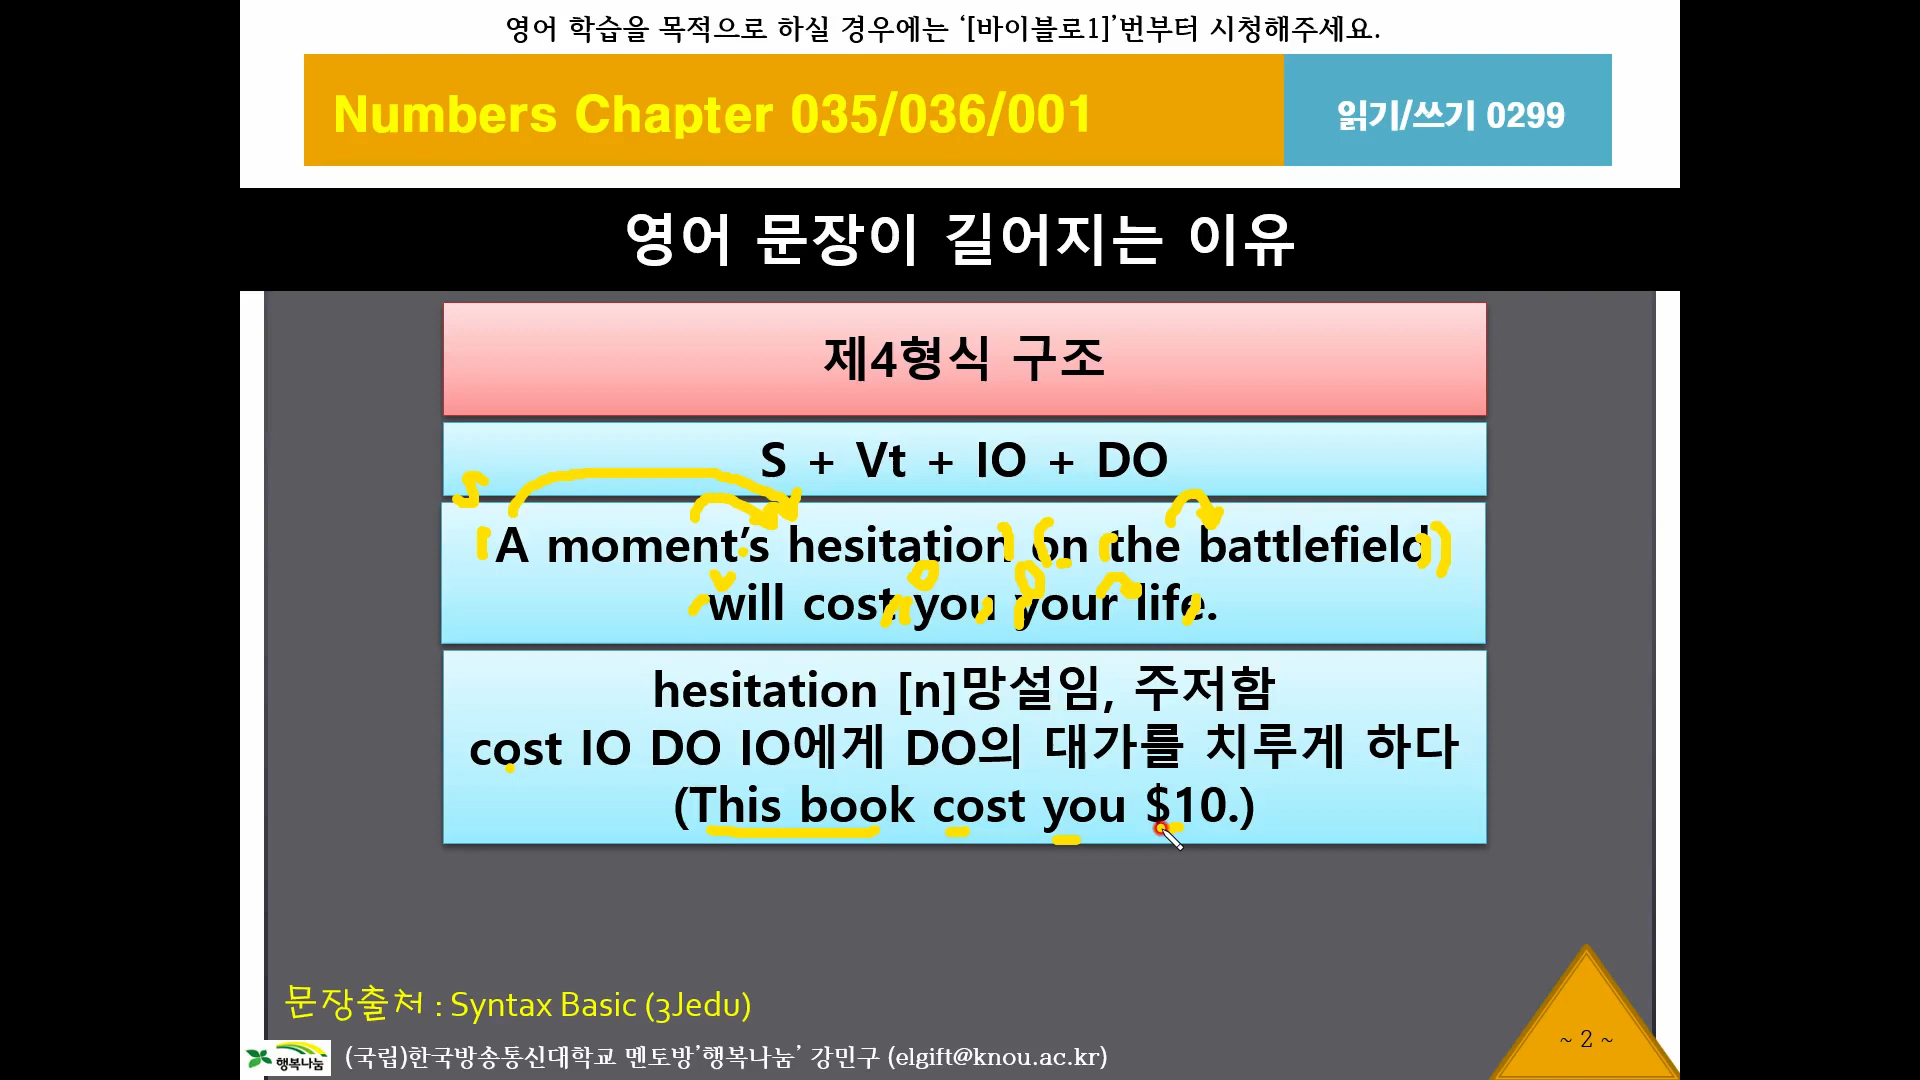 영어 학습을 목적으로 하실 경우에는 ‘[바이블로1]’번부터 시청해주세요.
Numbers Chapter 035/036/001
읽기/쓰기 0299
영어 문장이 길어지는 이유
제4형식 구조
S + Vt + IO + DO
A moment’s hesitation on the battlefield
will cost you your life.
hesitation [n]망설임, 주저함
cost IO DO IO에게 DO의 대가를 치루게 하다
(This book cost you $10.)
문장출처 : Syntax Basic (3Jedu)
~ 2 ~
행복나눔
(국립)한국방송통신대학교 멘토방’행복나눔’ 강민구 (elgift@knou.ac.kr)